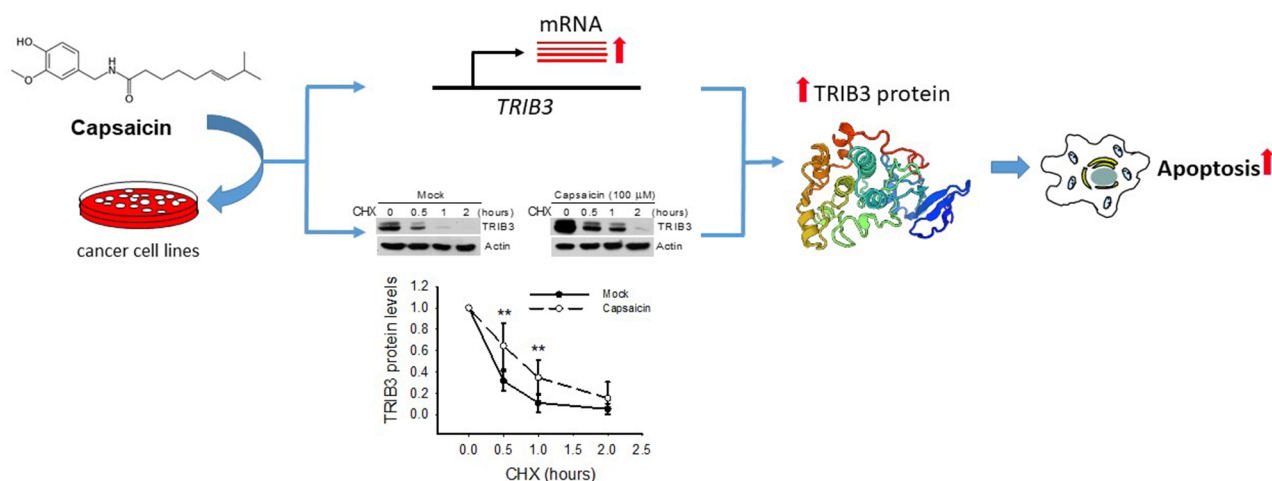 HO
O
N
H
O
Capsaicin
cancer cell lines
mRNA
TRIB3
Mock
CHX 0 0.5 1 2 (hours)
TRIB3
Actin
Capsaicin (100 μM)
CHX 0 0.5 1 2 (hours)
TRIB3
Actin
TRIB3 protein levels
1.2
1.0
0.8
0.6
0.4
0.2
0.0
Mock
Capsaicin
**
**
0.0 0.5 1.0 1.5 2.0 2.5
CHX (hours)
TRIB3 protein
Apoptosis